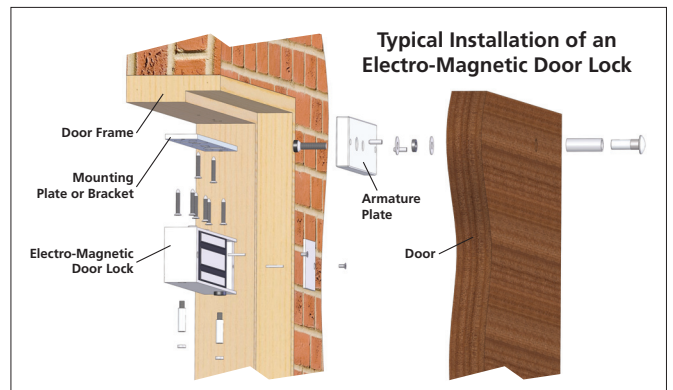 Typical Installation of an
Electro-Magnetic Door Lock
Door Frame
Mounting
Plate or Bracket
Electro-Magnetic
Door Lock
Armature
Plate
Door